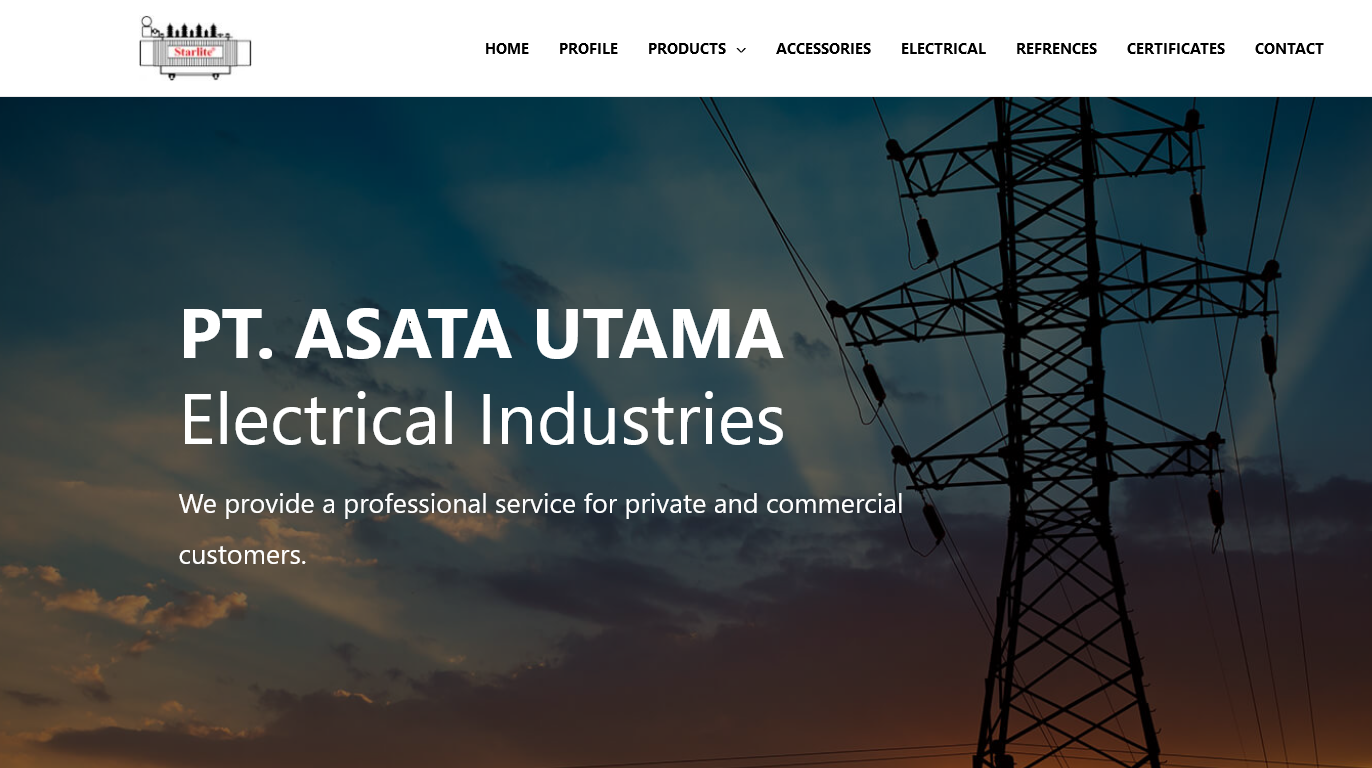 Starlite
HOME PROFILE PRODUCTS ACCESSORIES ELECTRICAL REFRENCES CERTIFICATES CONTACT
PT. ASATA UTAMA
Electrical Industries
We provide a professional service for private and commercial
customers.